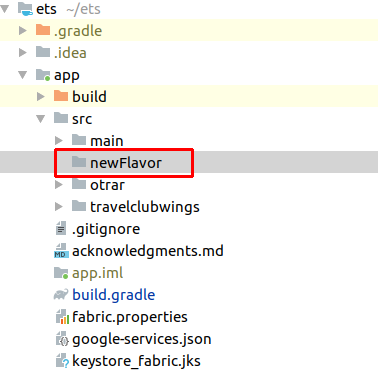 ets ~/ets
.gradle
.idea
app
build
src
main
newFlavor
otrar
travelclubwings
.gitignore
acknowledgments.md
app.iml
build.gradle
fabric.properties
google-services.json
keystore_fabric.jks